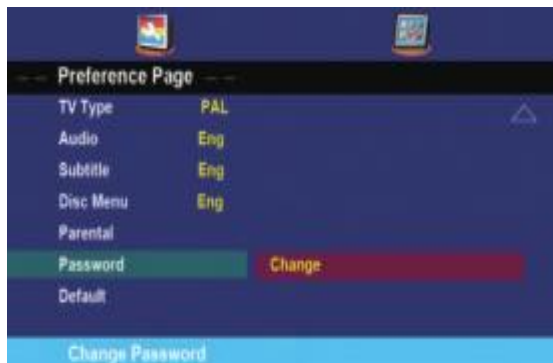 -- Preference Page --
TV Type PAL
Audio Eng
Subtitle Eng
Disc Menu Eng
Parental
Password Change
Default
Change Password